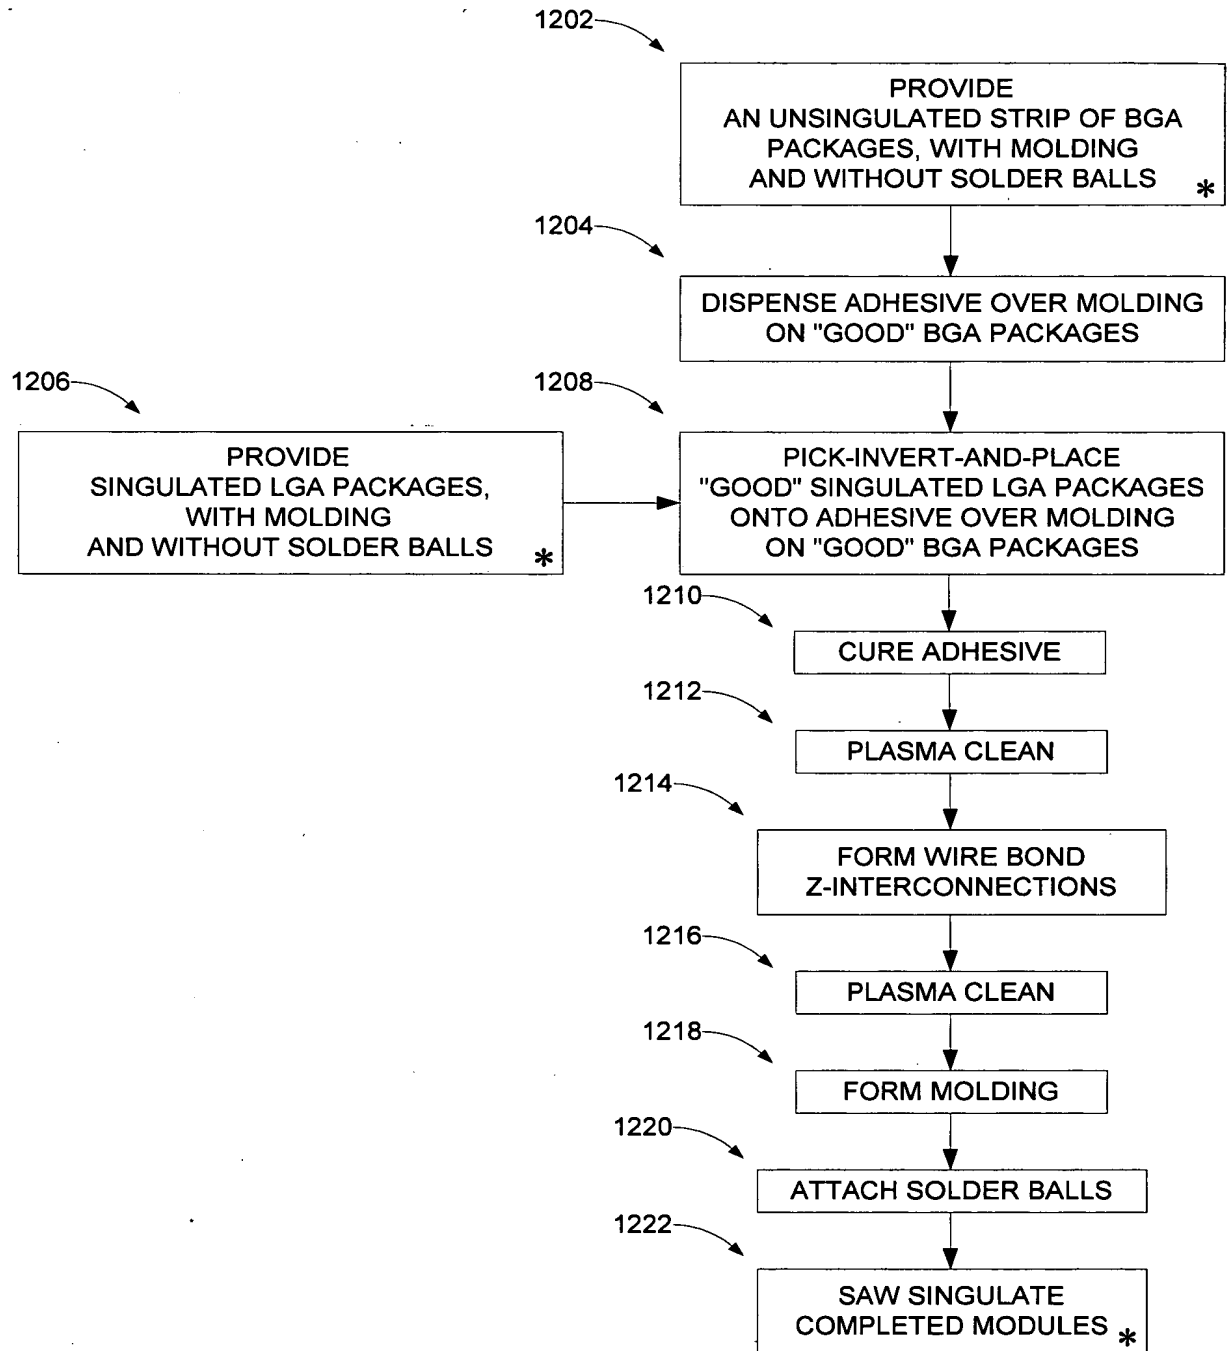 1202
PROVIDE
AN UNSINGULATED STRIP OF BGA
PACKAGES, WITH MOLDING
AND WITHOUT SOLDER BALLS *
1204
DISPENSE ADHESIVE OVER MOLDING
ON "GOOD" BGA PACKAGES
1206
PROVIDE
SINGULATED LGA PACKAGES,
WITH MOLDING
AND WITHOUT SOLDER BALLS *
1208
PICK-INVERT-AND-PLACE
"GOOD" SINGULATED LGA PACKAGES
ONTO ADHESIVE OVER MOLDING
ON "GOOD" BGA PACKAGES
1210
CURE ADHESIVE
1212
PLASMA CLEAN
1214
FORM WIRE BOND
Z-INTERCONNECTIONS
1216
PLASMA CLEAN
1218
FORM MOLDING
1220
ATTACH SOLDER BALLS
1222
SAW SINGULATE
COMPLETED MODULES *